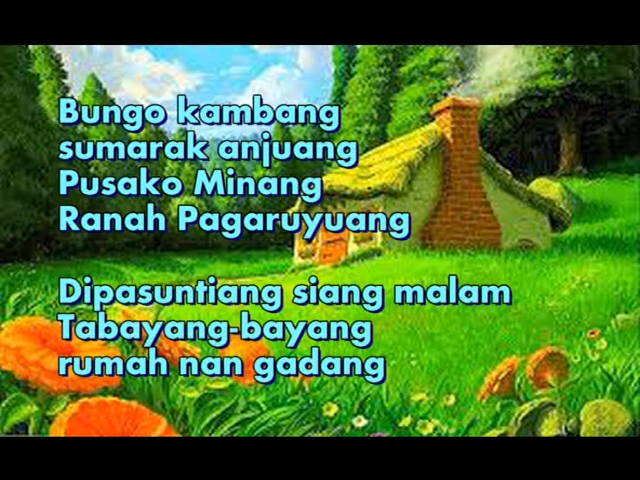 Bungo kambang
sumarak anjuang
Pusako Minang
Ranah Pagaruyuang
Dipasuntiang siang malam
Tabayang-bayang
rumah nan gadang